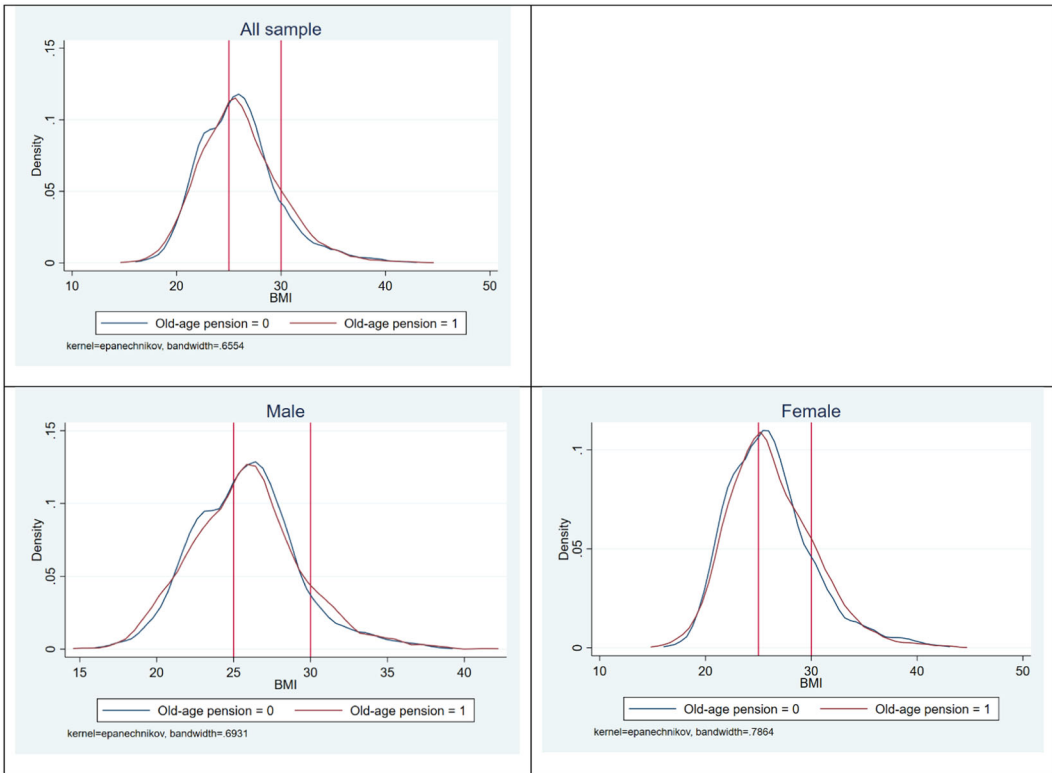 All sample
.15
.1
.05
0
Density
10 20 30 40 50
BMI
Old-age pension = 0 Old-age pension = 1
kernel=epanechnikov, bandwidth=.6554
Male
.15
.1
.05
0
Density
15 20 25 30 35 40
BMI
Old-age pension = 0 Old-age pension = 1
kernel=epanechnikov, bandwidth=.6931
Female
.1
.05
0
Density
10 20 30 40 50
BMI
Old-age pension = 0 Old-age pension = 1
kernel=epanechnikov, bandwidth=.7864